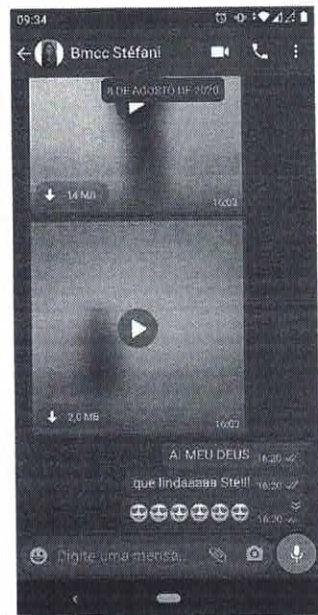 09:34
Bmcc Stéfani
8 DE AGOSTO DE 2020
14 MB
16:03
2,0 MB
16:03
AI MEU DEUS 16:20
que lindaaaaa Ste!!! 16:20
16:20
Digite uma mensa...